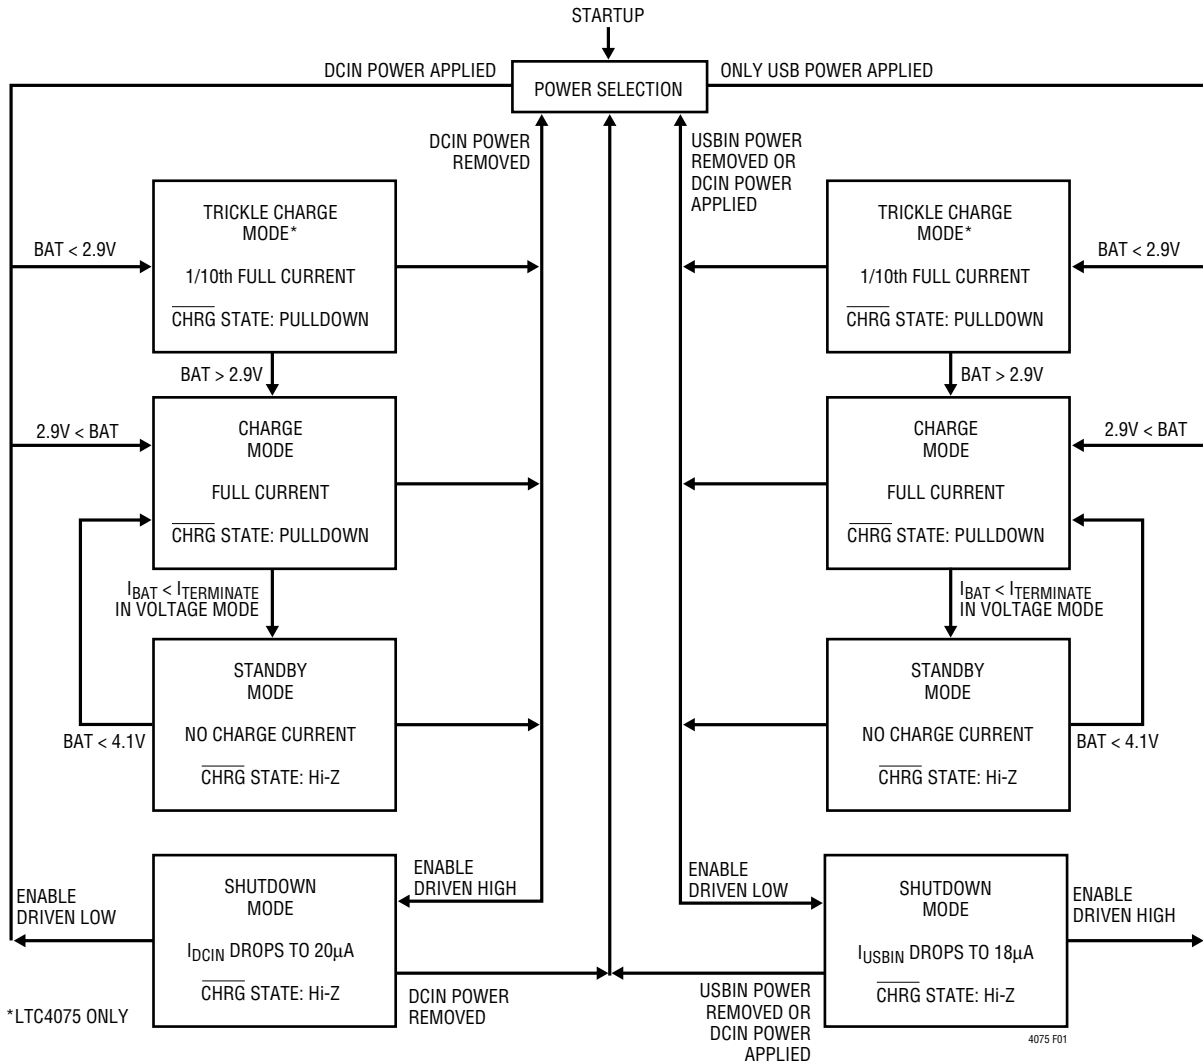 STARTUP
DCIN POWER APPLIED
POWER SELECTION
ONLY USB POWER APPLIED
DCIN POWER
REMOVED
USBIN POWER
REMOVED OR
DCIN POWER
APPLIED
TRICKLE CHARGE
MODE*
1/10th FULL CURRENT
CHRG STATE: PULLDOWN
BAT < 2.9V
BAT > 2.9V
2.9V < BAT
CHARGE
MODE
FULL CURRENT
CHRG STATE: PULLDOWN
IBAT < ITERMINATE
IN VOLTAGE MODE
STANDBY
MODE
NO CHARGE CURRENT
CHRG STATE: Hi-Z
BAT < 4.1V
ENABLE
DRIVEN HIGH
SHUTDOWN
MODE
IDCIN DROPS TO 20µA
CHRG STATE: Hi-Z
ENABLE
DRIVEN LOW
DCIN POWER
REMOVED
*LTC4075 ONLY
TRICKLE CHARGE
MODE*
1/10th FULL CURRENT
CHRG STATE: PULLDOWN
BAT < 2.9V
BAT > 2.9V
CHARGE
MODE
FULL CURRENT
CHRG STATE: PULLDOWN
2.9V < BAT
IBAT < ITERMINATE
IN VOLTAGE MODE
STANDBY
MODE
NO CHARGE CURRENT
CHRG STATE: Hi-Z
BAT < 4.1V
ENABLE
DRIVEN LOW
SHUTDOWN
MODE
IUSBIN DROPS TO 18µA
CHRG STATE: Hi-Z
ENABLE
DRIVEN HIGH
USBIN POWER
REMOVED OR
DCIN POWER
APPLIED
4075 F01